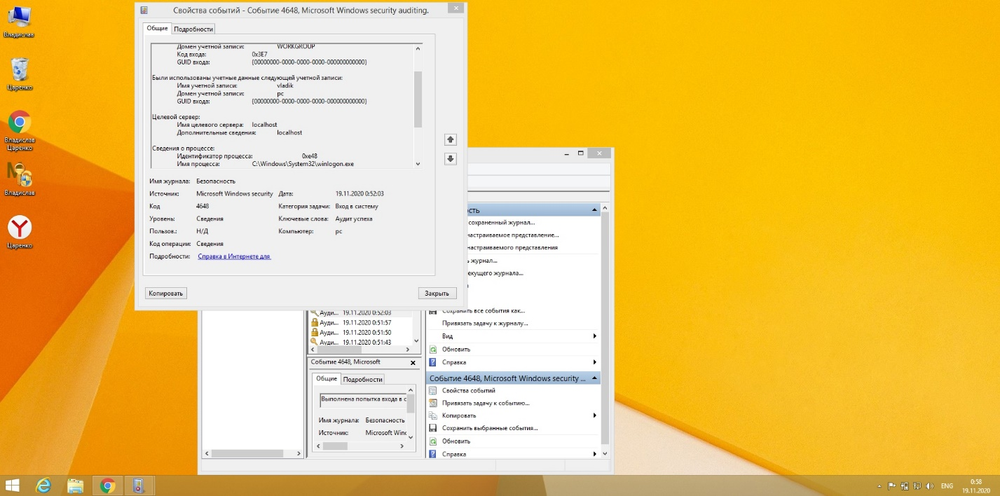 Владислав
Царенко
Владислав
Царенко
Владислав
Царенко
Свойства событий - Событие 4648, Microsoft Windows security auditing.
Общие
Подробности
Домен учетной записи: WORKGROUP
Код входа: 0x3E7
GUID входа: {00000000-0000-0000-0000-000000000000}
Были использованы учетные данные следующей учетной записи:
Имя учетной записи: vladik
Домен учетной записи: pc
GUID входа: {00000000-0000-0000-0000-000000000000}
Целевой сервер:
Имя целевого сервера: localhost
Дополнительные сведения: localhost
Сведения о процессе:
Идентификатор процесса: 0xe48
Имя процесса: C:\Windows\System32\winlogon.exe
Имя журнала: Безопасность
Источник: Microsoft Windows security Дата: 19.11.2020 0:52:03
Код 4648 Категория задачи: Вход в систему
Уровень: Сведения Ключевые слова: Аудит успеха
Пользов.: Н/Д Компьютер: pc
Код операции: Сведения
Подробности: Справка в Интернете для
Копировать
Закрыть
Ауди... 19.11.2020 0:52:03
Ауди... 19.11.2020 0:51:57
Ауди... 19.11.2020 0:51:50
Ауди... 19.11.2020 0:51:43
Событие 4648, Microsoft
Общие
Подробности
Выполнена попытка входа в с
Имя журнала: Безопасность
Источник: Microsoft Winc
ость
сохраненный журнал...
настраиваемое представление...
настраиваемого представления
ь журнал...
екущего журнала...
Сохранить все события как...
Привязать задачу к журналу...
Вид
Обновить
Справка
Событие 4648, Microsoft Windows security ...
Свойства событий
Привязать задачу к событию...
Копировать
Сохранить выбранные события...
Обновить
Справка
ENG
0:58
19.11.2020